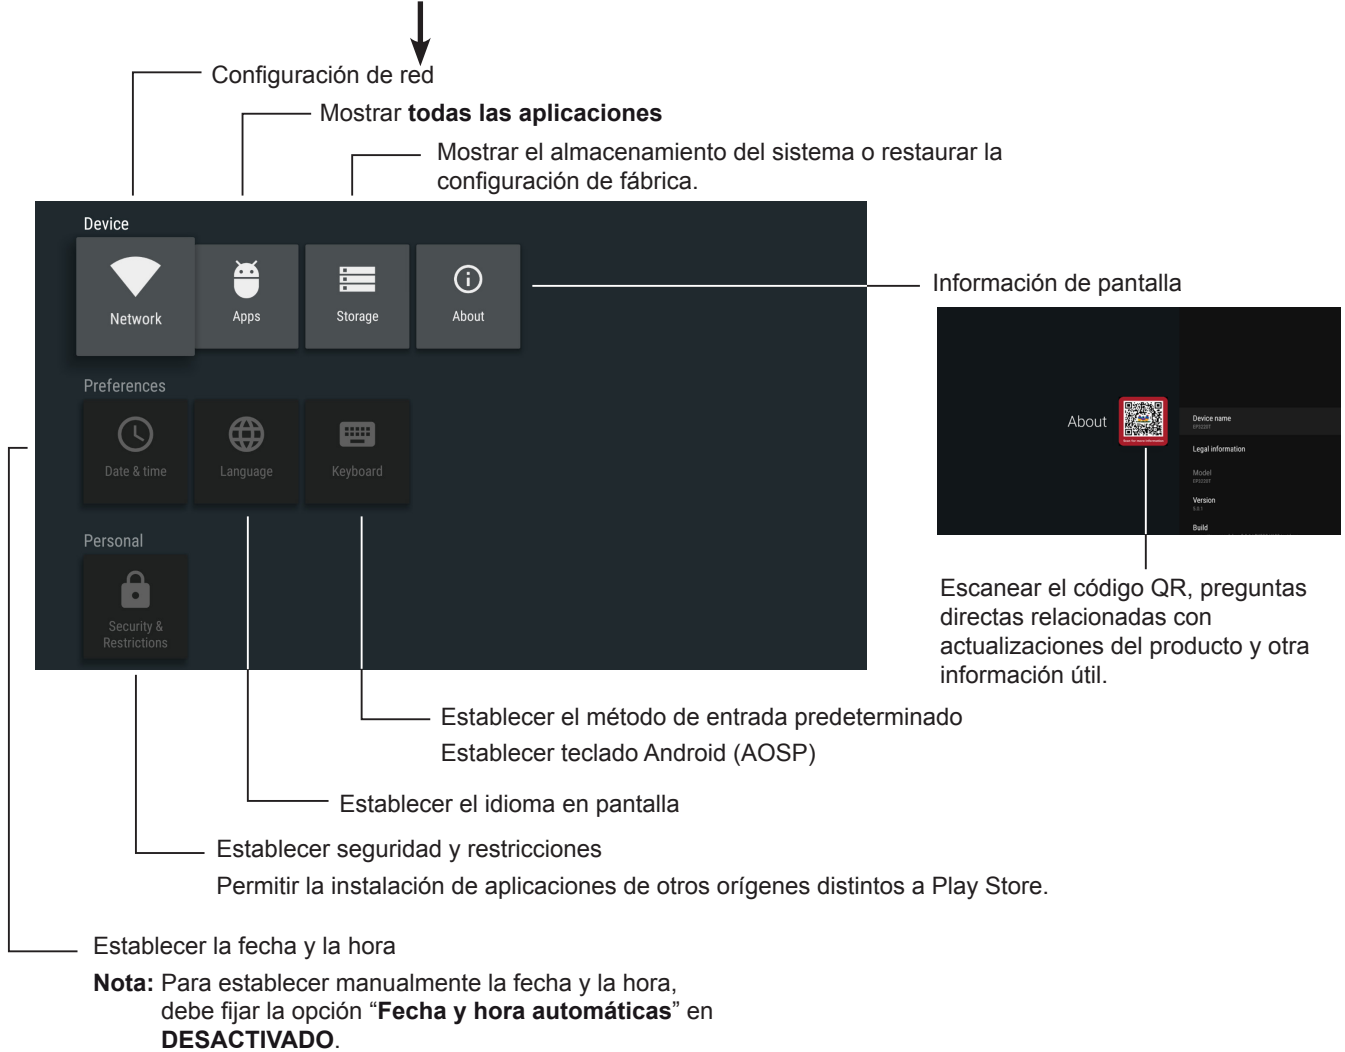 Configuración de red
Mostrar todas las aplicaciones
Mostrar el almacenamiento del sistema o restaurar la
configuración de fábrica.
Device
Network
Apps
Storage
About
Preferences
Date & time
Language
Keyboard
Personal
Security &
Restrictions
Información de pantalla
About
Device name
Legal information
Model
Version
Build
Escanear el código QR, preguntas
directas relacionadas con
actualizaciones del producto y otra
información útil.
Establecer el método de entrada predeterminado
Establecer teclado Android (AOSP)
Establecer el idioma en pantalla
Establecer seguridad y restricciones
Permitir la instalación de aplicaciones de otros orígenes distintos a Play Store.
Establecer la fecha y la hora
Nota: Para establecer manualmente la fecha y la hora,
debe fijar la opción “Fecha y hora automáticas” en
DESACTIVADO.